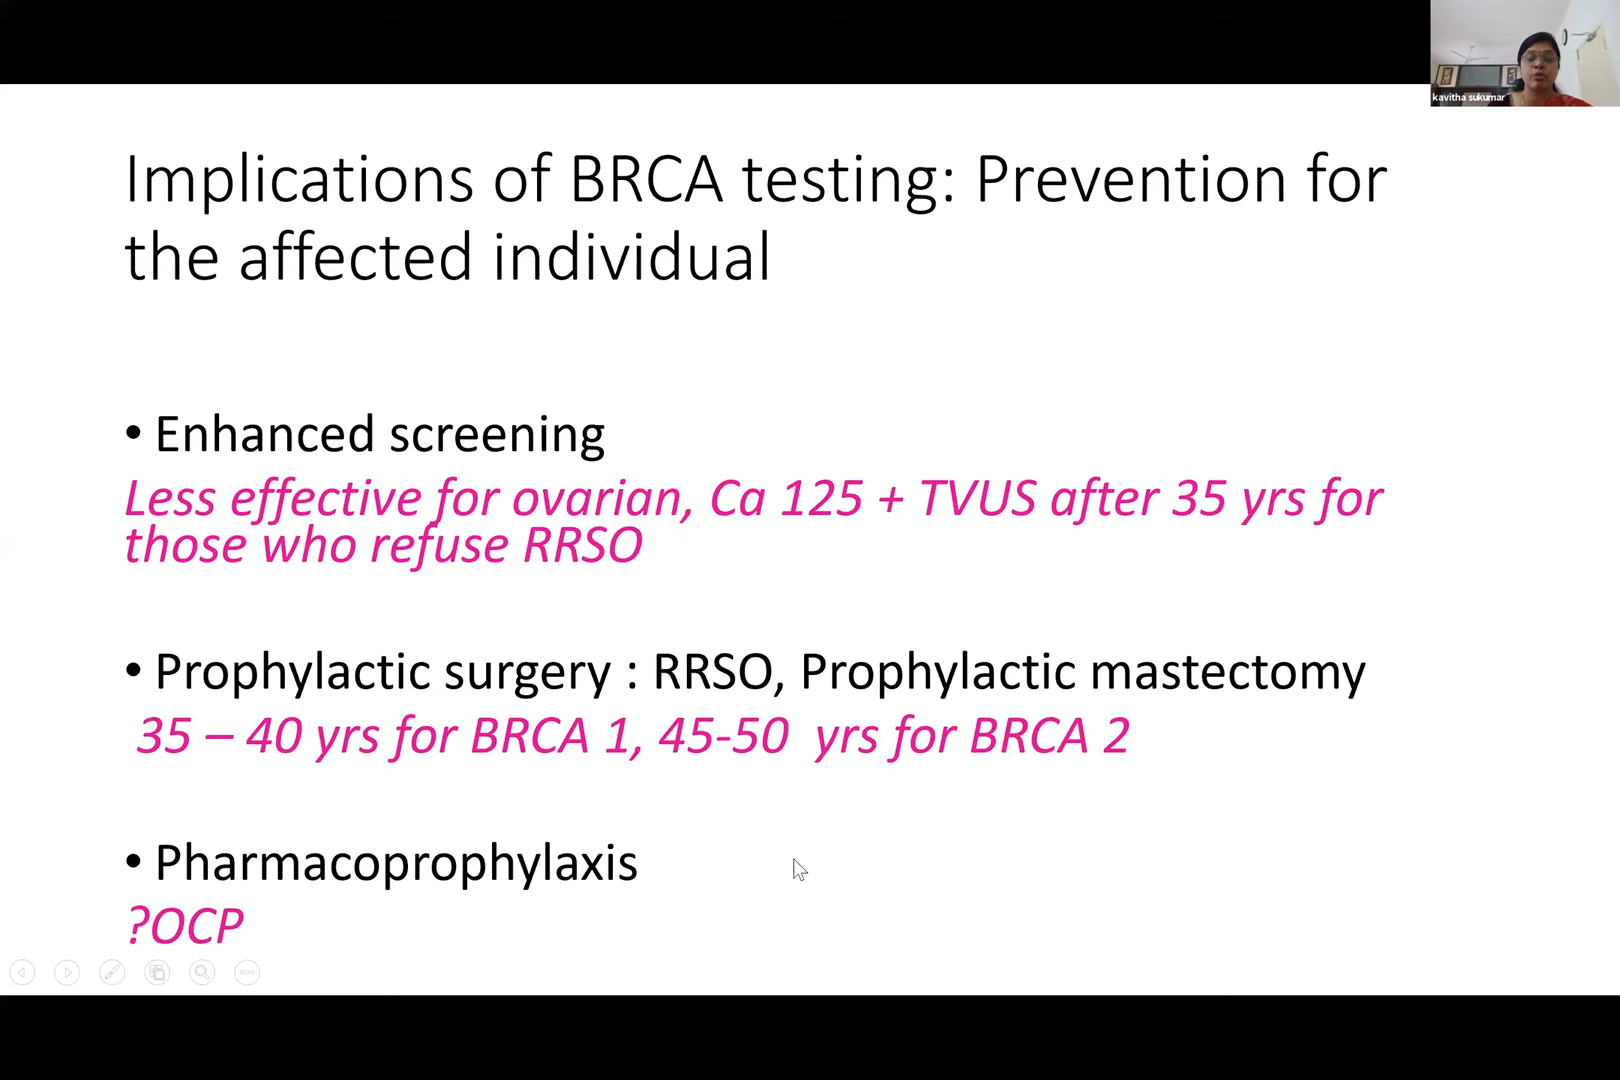 kavitha sukumar
Implications of BRCA testing: Prevention for
the affected individual
• Enhanced screening
Less effective for ovarian, Ca 125 + TVUS after 35 yrs for
those who refuse RRSO
• Prophylactic surgery : RRSO, Prophylactic mastectomy
35 – 40 yrs for BRCA 1, 45-50 yrs for BRCA 2
• Pharmacoprophylaxis
?OCP